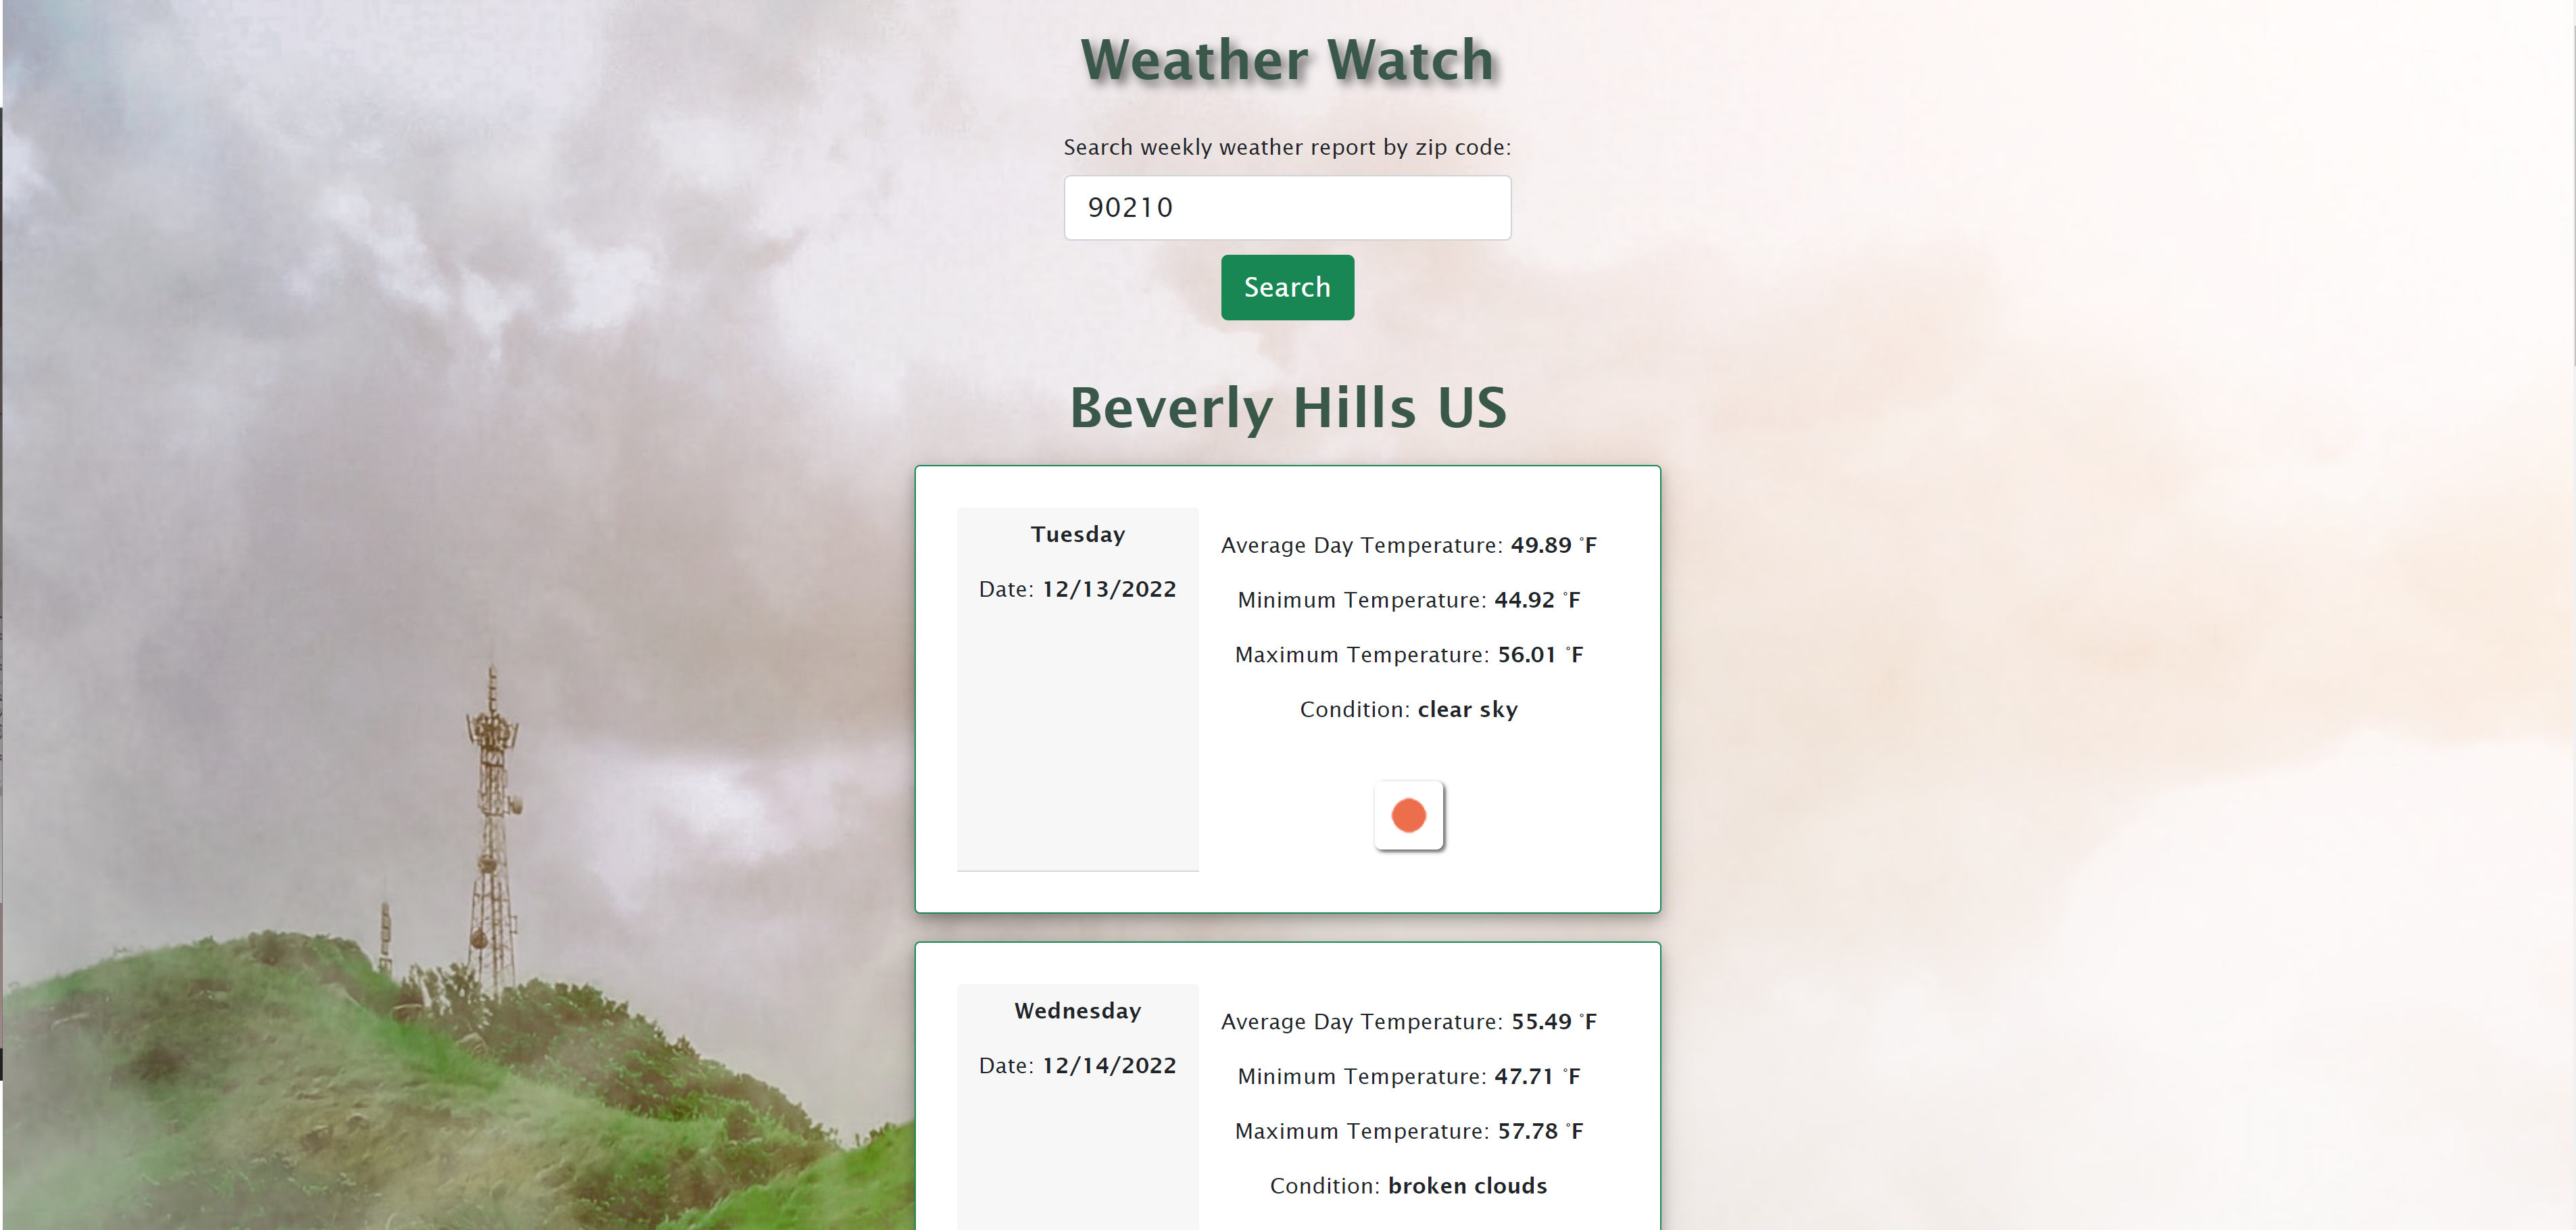 Weather Watch
Search weekly weather report by zip code:
90210
Search
Beverly Hills US
Tuesday
Date: 12/13/2022
Average Day Temperature: 49.89 °F
Minimum Temperature: 44.92 °F
Maximum Temperature: 56.01 °F
Condition: clear sky
Wednesday
Date: 12/14/2022
Average Day Temperature: 55.49 °F
Minimum Temperature: 47.71 °F
Maximum Temperature: 57.78 °F
Condition: broken clouds